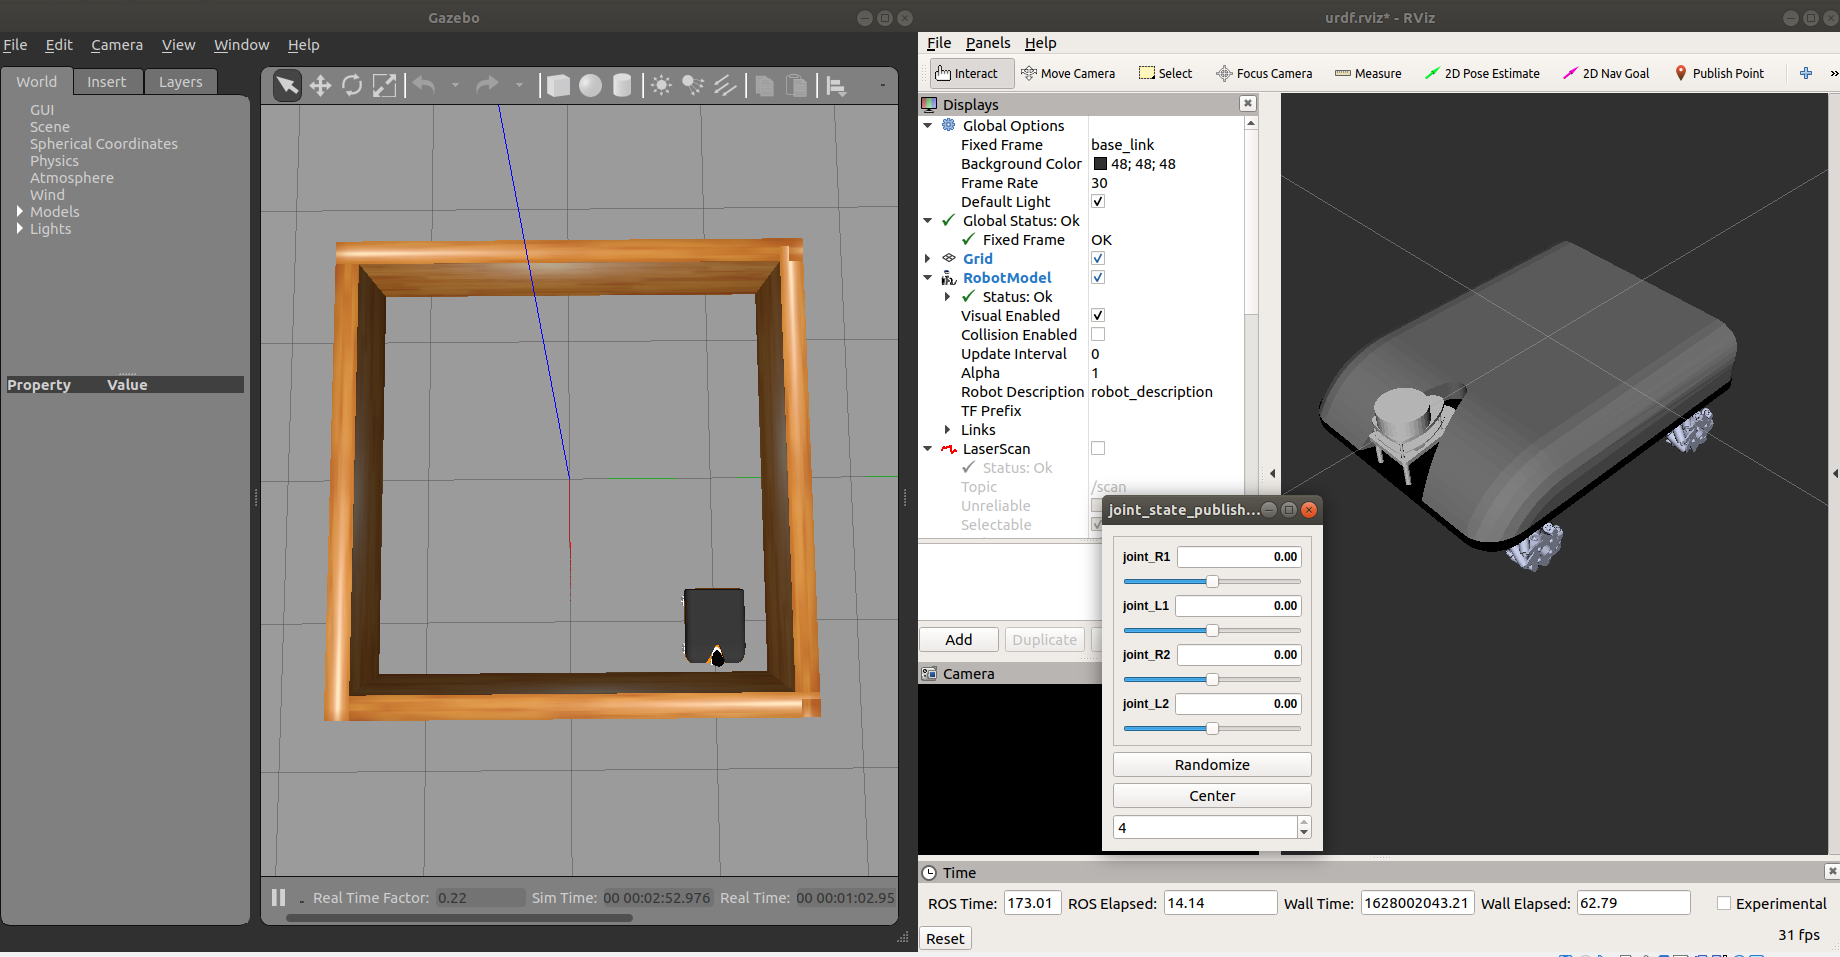 Gazebo
File Edit Camera View Window Help
World Insert Layers
GUI
Scene
Spherical Coordinates
Physics
Atmosphere
Wind
Models
Lights
Property Value
Real Time Factor: 0.22 Sim Time: 00 00:02:52.976 Real Time: 00 00:01:02.95
urdf.rviz* - RViz
File Panels Help
Interact Move Camera Select Focus Camera Measure 2D Pose Estimate 2D Nav Goal Publish Point
Displays
Global Options
Fixed Frame base_link
Background Color 48; 48; 48
Frame Rate 30
Default Light
Global Status: Ok
Fixed Frame OK
Grid
RobotModel
Status: Ok
Visual Enabled
Collision Enabled
Update Interval 0
Alpha 1
Robot Description robot_description
TF Prefix
Links
LaserScan
Status: Ok
Topic /scan
Unreliable
Selectable
Add Duplicate
Camera
joint_state_publish...
joint_R1 0.00
joint_L1 0.00
joint_R2 0.00
joint_L2 0.00
Randomize
Center
4
Time
ROS Time: 173.01 ROS Elapsed: 14.14 Wall Time: 1628002043.21 Wall Elapsed: 62.79 Experimental
Reset
31 fps